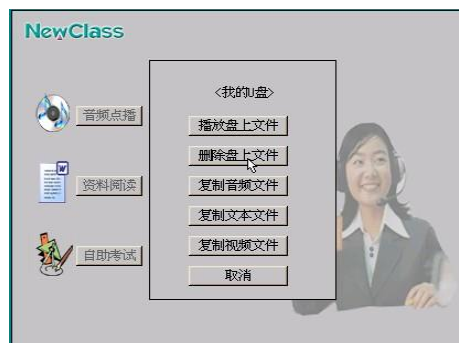 NewClass
<我的U盘>
音频点播
播放盘上文件
删除盘上文件
资料阅读
复制音频文件
复制文本文件
自助考试
复制视频文件
取消